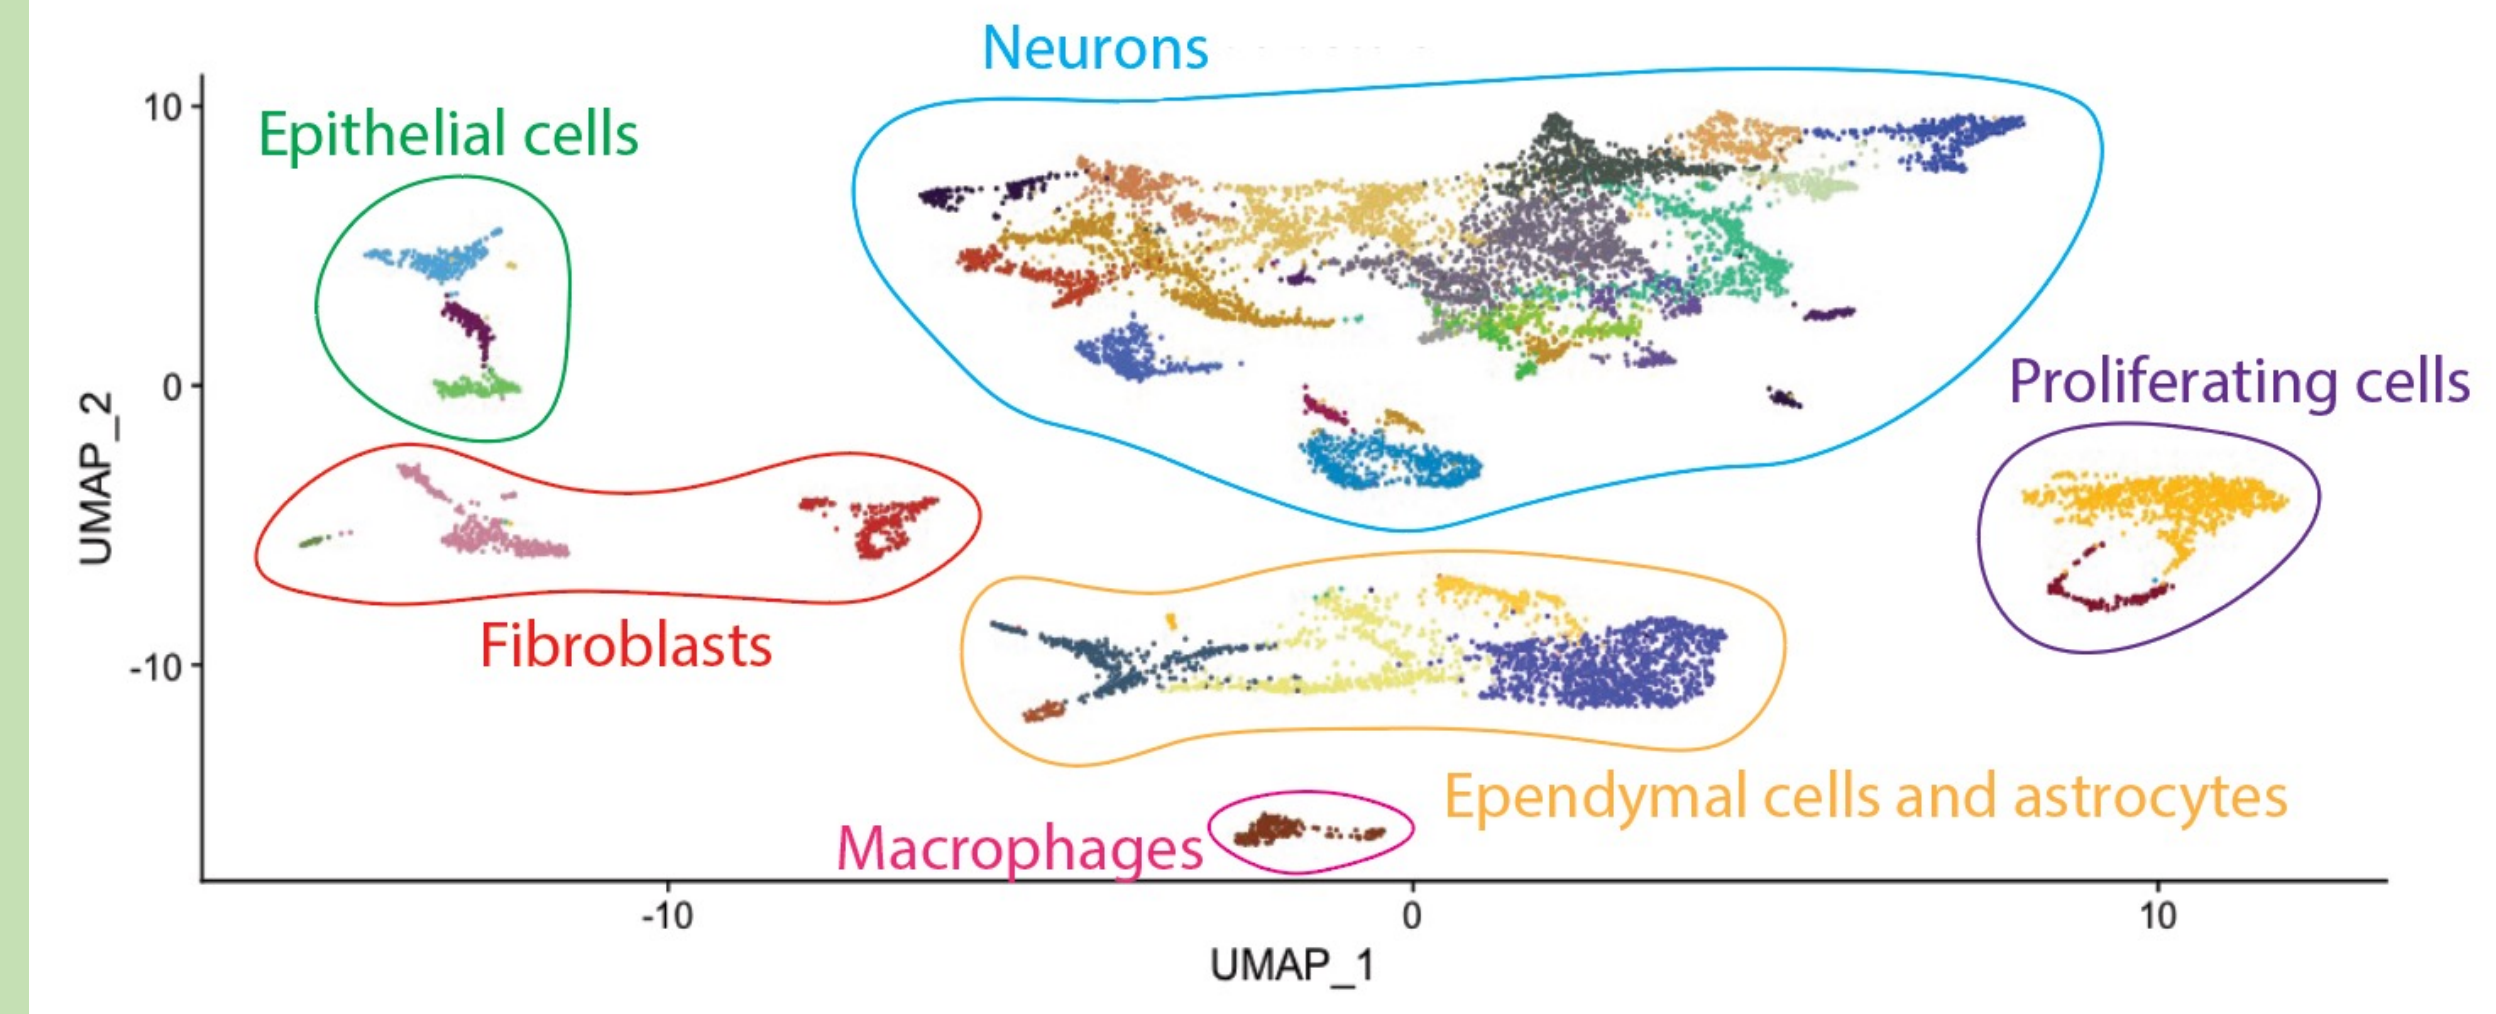 Neurons
Epithelial cells
Proliferating cells
Fibroblasts
Ependymal cells and astrocytes
Macrophages
UMAP_2
10
0
-10
-10
0
10
UMAP_1